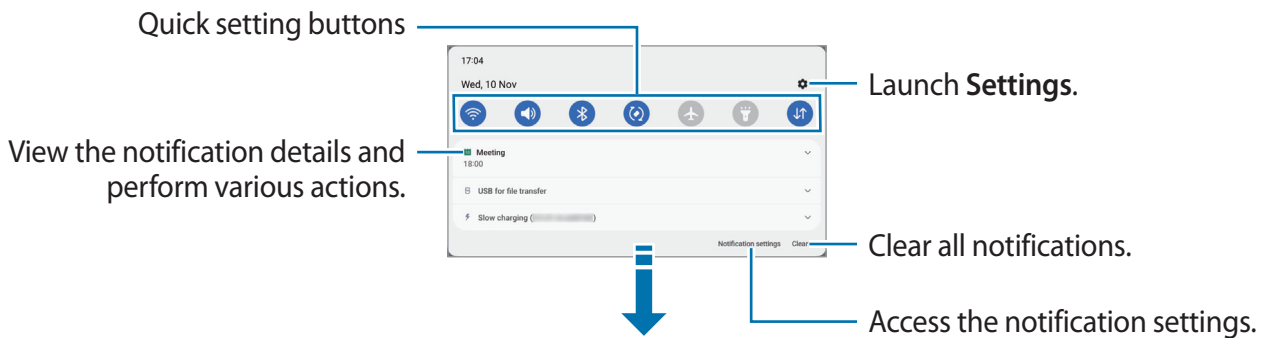 Quick setting buttons
17:04
Wed, 10 Nov
Launch Settings.
View the notification details and
perform various actions.
Meeting
18:00
USB for file transfer
Slow charging ( )
Notification settings Clear
Clear all notifications.
Access the notification settings.